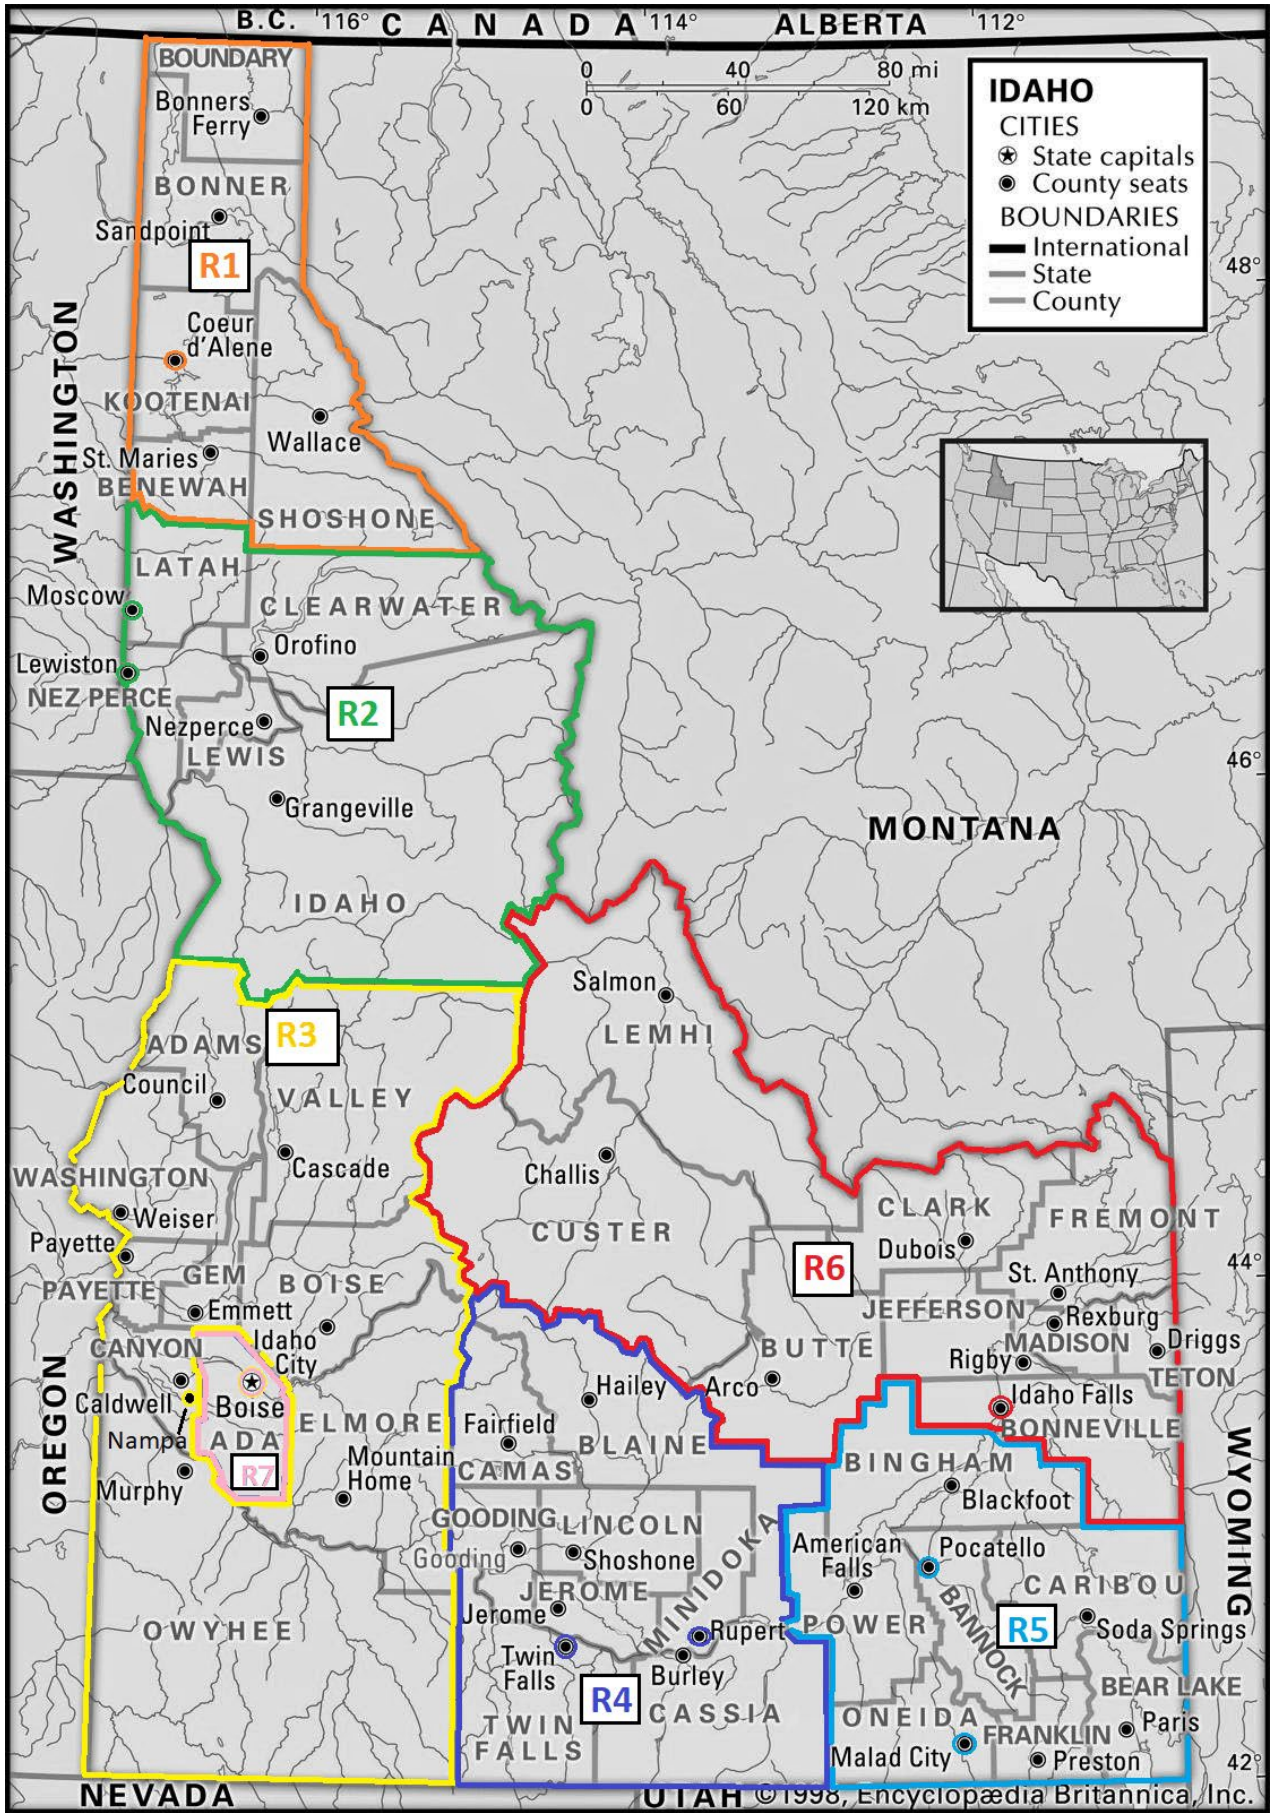 B.C. 116° CANADA 114° ALBERTA 112°
0 40 80 mi
0 60 120 km
IDAHO
CITIES
State capitals
County seats
BOUNDARIES
International
State
County
BOUNDARY
Bonners
Ferry
BONNER
Sandpoint
R1
48°
WASHINGTON
Coeur
d'Alene
KOOTENAI
Wallace
St. Maries
BENEWAH
SHOSHONE
LATAH
Moscow
CLEARWATER
Orofino
Lewiston
NEZ PERCE
R2
Nezperce
LEWIS
46°
Grangeville
MONTANA
IDAHO
Salmon
LEMHI
R3
ADAMS
Council
VALLEY
Cascade
Challis
WASHINGTON
Weiser
CUSTER
CLARK
FREMONT
Dubois
Payette
R6
44°
PAYETTE
GEM
BOISE
St. Anthony
Emmett
JEFFERSON
Rexburg
Idaho
City
CANYON
BUTTE
MADISON
Driggs
Rigby
TETON
Caldwell
Boise
Hailey
Arco
Idaho Falls
OREGON
Nampa
ADA
ELMORE
Fairfield
BLAINE
BONNEVILLE
WYOMING
R7
Murphy
Mountain
Home
CAMAS
BINGHAM
Blackfoot
GOODING
LINCOLN
MINIDOKA
Gooding
Shoshone
American
Falls
Pocatello
JEROME
Jerome
CARIBOU
BANNOCK
OWYHEE
Rupert
POWER
R5
Soda Springs
Twin
Falls
Burley
R4
CASSIA
BEAR LAKE
TWIN
FALLS
ONEIDA
FRANKLIN
Paris
Malad City
Preston
42°
NEVADA
UTAH
©1998, Encyclopædia Britannica, Inc.